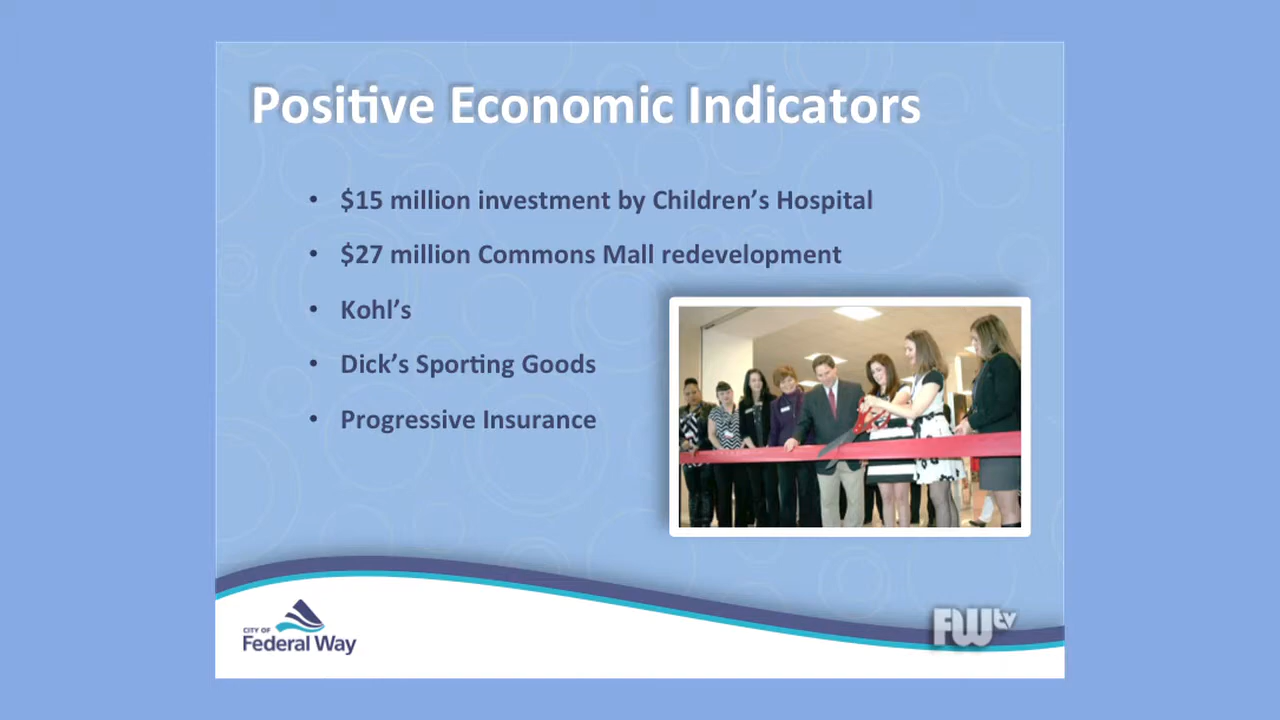 Positive Economic Indicators
• $15 million investment by Children’s Hospital
• $27 million Commons Mall redevelopment
• Kohl’s
• Dick’s Sporting Goods
• Progressive Insurance
CITY OF
Federal Way
FWtv